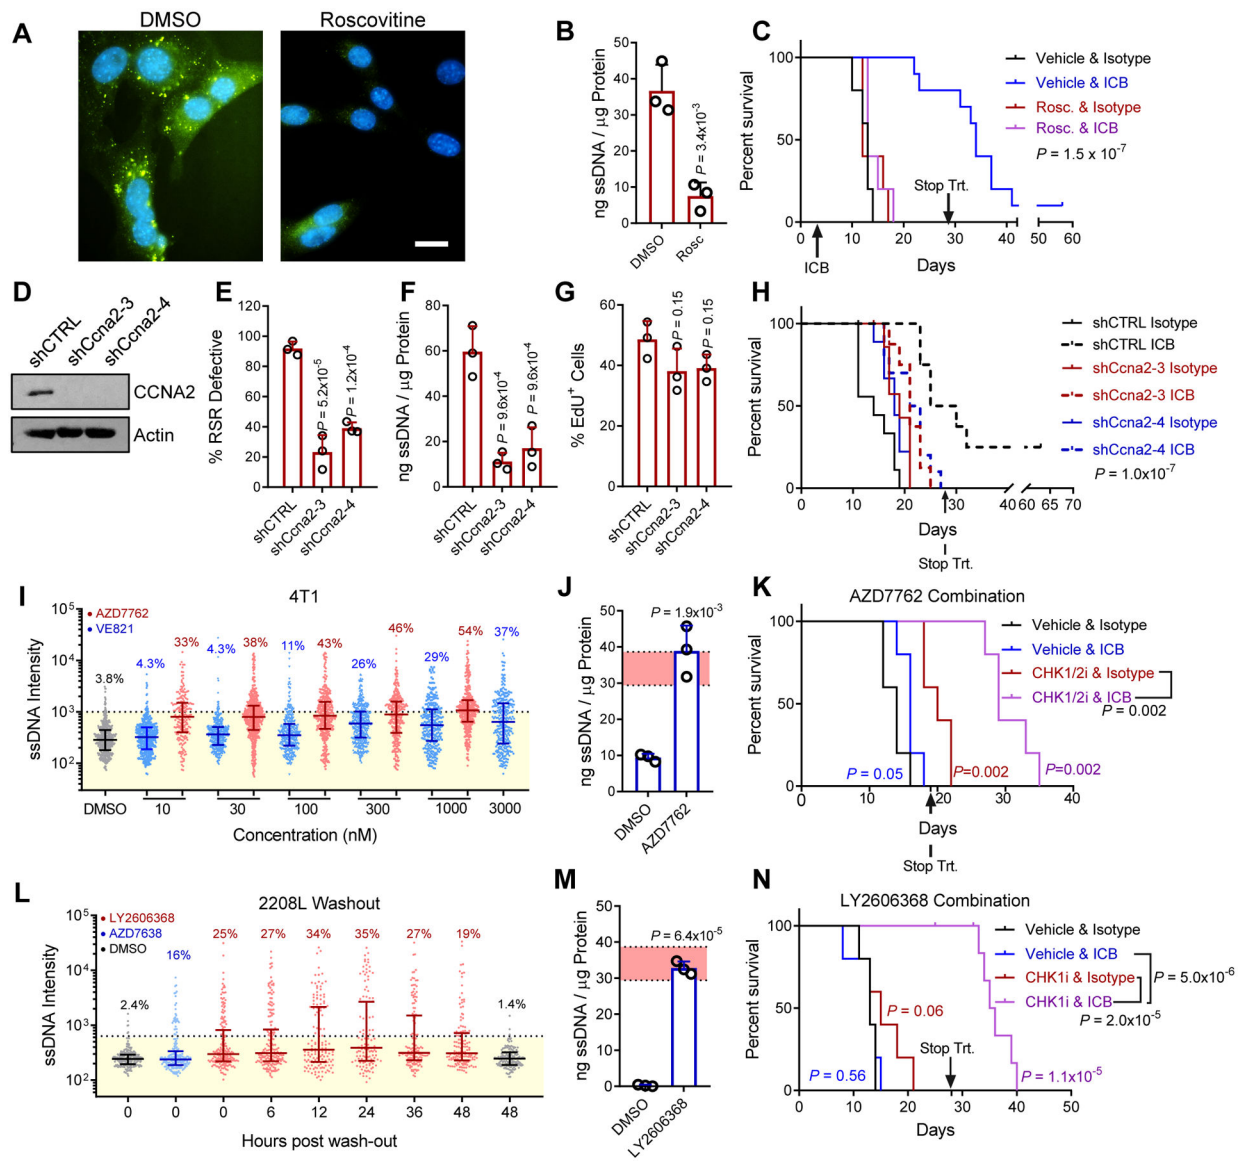 A
DMSO
Roscovitine
B
ng ssDNA / μg Protein
50
40
30
20
10
0
P = 3.4x10-3
DMSO
Rosc
C
Percent survival
100
50
0
0
10
20
30
40
50
60
Days
ICB
Stop Trt.
Vehicle & Isotype
Vehicle & ICB
Rosc. & Isotype
Rosc. & ICB
P = 1.5 x 10-7
D
shCTRL
shCcna2-3
shCcna2-4
CCNA2
Actin
E
% RSR Defective
120
100
80
60
40
20
0
P = 5.2x10-5
P = 1.2x10-4
shCTRL
shCcna2-3
shCcna2-4
F
ng ssDNA / μg Protein
80
60
40
20
0
P = 9.6x10-4
P = 9.6x10-4
shCTRL
shCcna2-3
shCcna2-4
G
% EdU+ Cells
60
40
20
0
P = 0.15
P = 0.15
shCTRL
shCcna2-3
shCcna2-4
H
Percent survival
100
50
0
0
10
20
30
40
60
65
70
Days
Stop Trt.
shCTRL Isotype
shCTRL ICB
shCcna2-3 Isotype
shCcna2-3 ICB
shCcna2-4 Isotype
shCcna2-4 ICB
P = 1.0x10-7
I
4T1
ssDNA Intensity
105
104
103
102
AZD7762
VE821
3.8%
4.3%
33%
4.3%
38%
11%
43%
26%
46%
29%
54%
37%
DMSO
10
30
100
300
1000
3000
Concentration (nM)
J
ng ssDNA / μg Protein
50
40
30
20
10
0
P = 1.9x10-3
DMSO
AZD7762
K
AZD7762 Combination
Percent survival
100
50
0
0
10
20
30
40
Days
Stop Trt.
Vehicle & Isotype
Vehicle & ICB
CHK1/2i & Isotype
CHK1/2i & ICB
P = 0.002
P = 0.05
P=0.002
P=0.002
L
2208L Washout
ssDNA Intensity
105
104
103
102
LY2606368
AZD7638
DMSO
2.4%
16%
25%
27%
34%
35%
27%
19%
1.4%
0
0
0
6
12
24
36
48
48
Hours post wash-out
M
ng ssDNA / μg Protein
50
40
30
20
10
0
P = 6.4x10-5
DMSO
LY2606368
N
LY2606368 Combination
Percent survival
100
50
0
0
10
20
30
40
50
Days
Stop Trt.
Vehicle & Isotype
Vehicle & ICB
CHK1i & Isotype
CHK1i & ICB
P = 5.0x10-6
P = 2.0x10-5
P = 0.06
P = 0.56
P = 1.1x10-5